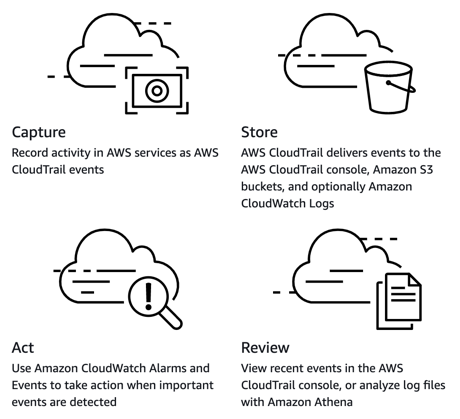 Capture
Record activity in AWS services as AWS
CloudTrail events
Store
AWS CloudTrail delivers events to the
AWS CloudTrail console, Amazon S3
buckets, and optionally Amazon
CloudWatch Logs
Act
Use Amazon CloudWatch Alarms and
Events to take action when important
events are detected
Review
View recent events in the AWS
CloudTrail console, or analyze log files
with Amazon Athena